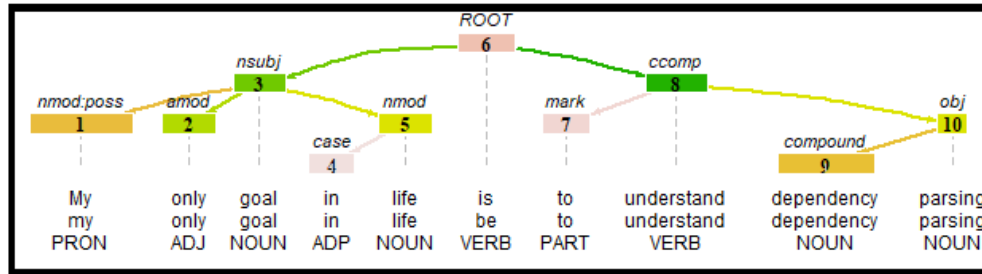 ROOT
6
nsubj ccomp
3 8
nmod:poss amod nmod mark obj
1 2 5 7 10
case compound
4 9
My only goal in life is to understand dependency parsing
my only goal in life be to understand dependency parsing
PRON ADJ NOUN ADP NOUN VERB PART VERB NOUN NOUN